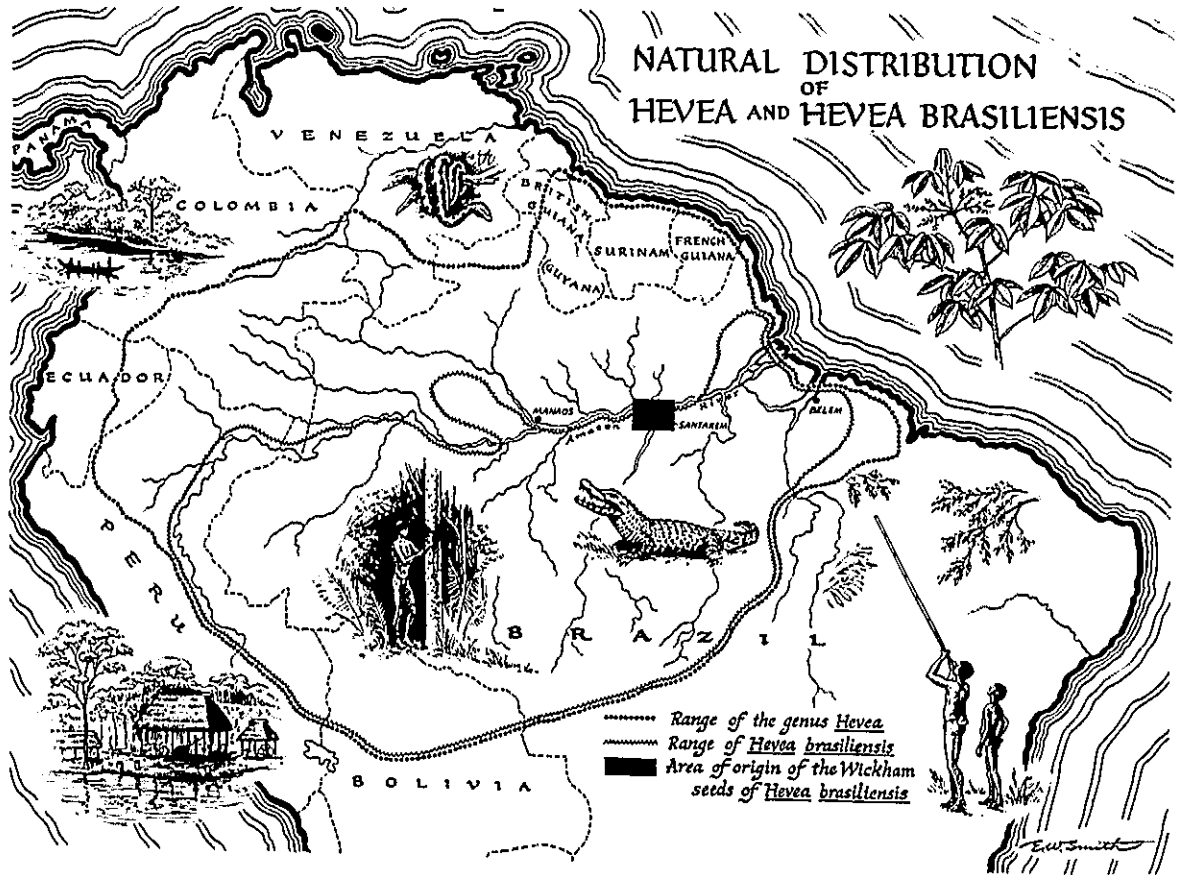 NATURAL DISTRIBUTION
OF
HEVEA AND HEVEA BRASILIENSIS
PANAMA
VENEZUELA
COLOMBIA
BRITISH
GUIANA
SURINAM
FRENCH
GUIANA
(GUYANA)
ECUADOR
MANAOS
Amazon
RIVER
SANTAREM
BELEM
PERU
BRAZIL
BOLIVIA
Range of the genus Hevea
Range of Hevea brasiliensis
Area of origin of the Wickham
seeds of Hevea brasiliensis
E.W.Smith